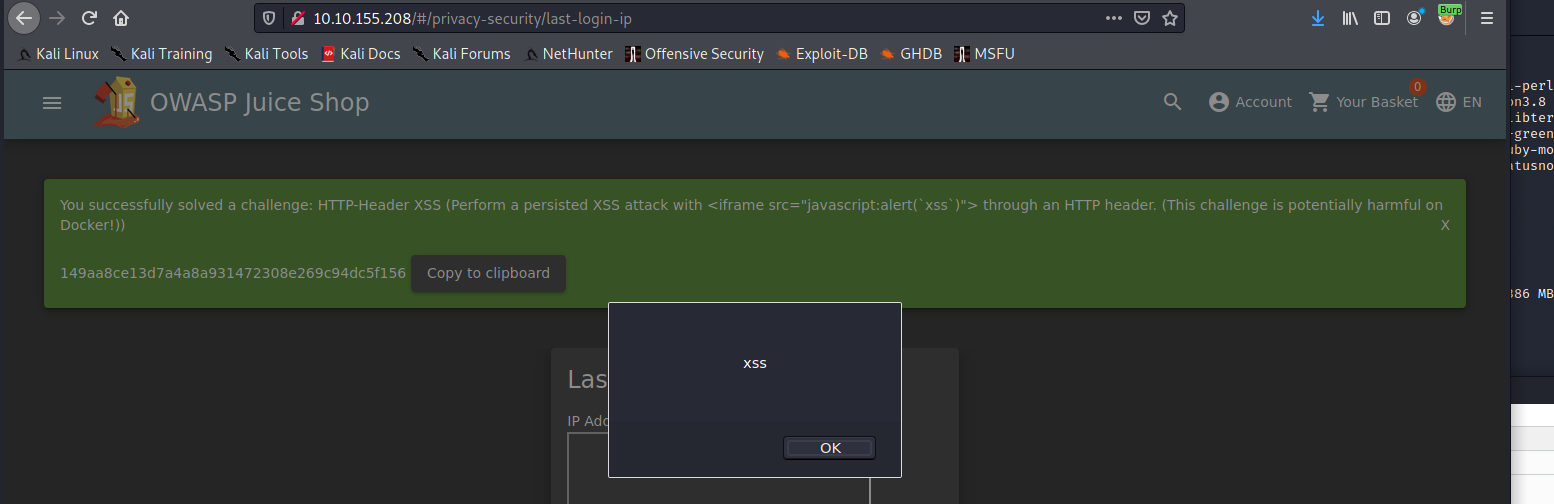 10.10.155.208/#/privacy-security/last-login-ip
Burp
Kali Linux Kali Training Kali Tools Kali Docs Kali Forums NetHunter Offensive Security Exploit-DB GHDB MSFU
OWASP Juice Shop
Account 0 Your Basket EN
You successfully solved a challenge: HTTP-Header XSS (Perform a persisted XSS attack with <iframe src="javascript:alert(`xss`)"> through an HTTP header. (This challenge is potentially harmful on
Docker!)) X
149aa8ce13d7a4a8a931472308e269c94dc5f156 Copy to clipboard
xss
Las
IP Add
OK
-perl
on3.8
libter
-green
uby-mo
atusno
386 MB